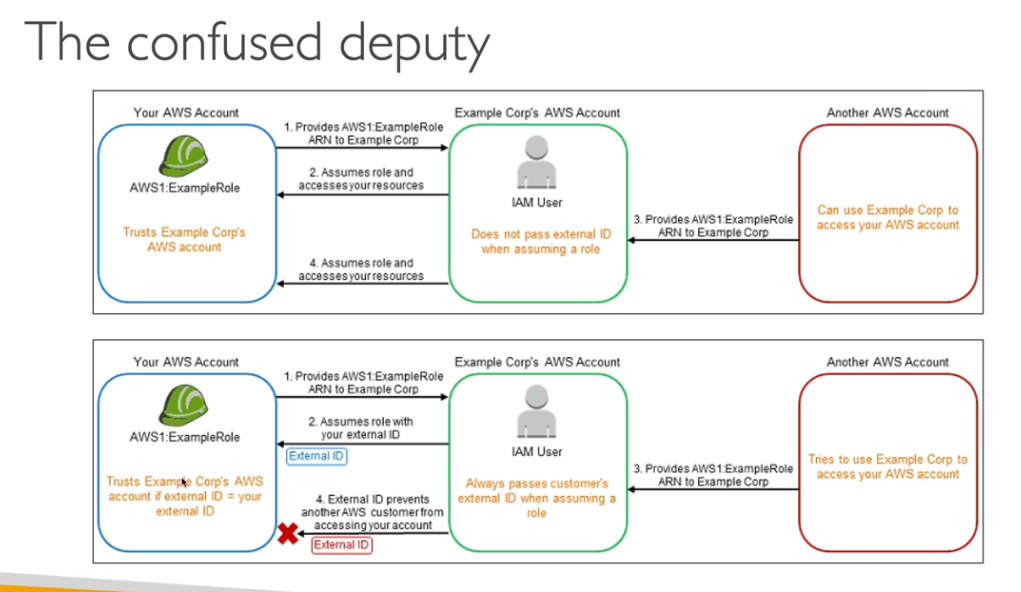 The confused deputy
Your AWS Account
Example Corp's AWS Account
Another AWS Account
1. Provides AWS1:ExampleRole
ARN to Example Corp
AWS1:ExampleRole
2. Assumes role and
accesses your resources
IAM User
Trusts Example Corp's
AWS account
Does not pass external ID
when assuming a role
3. Provides AWS1:ExampleRole
ARN to Example Corp
Can use Example Corp to
access your AWS account
4. Assumes role and
accesses your resources
Your AWS Account
Example Corp's AWS Account
Another AWS Account
1. Provides AWS1:ExampleRole
ARN to Example Corp
AWS1:ExampleRole
2. Assumes role with
your external ID
External ID
IAM User
Trusts Example Corp's AWS
account if external ID = your
external ID
Always passes customer's
external ID when assuming a
role
3. Provides AWS1:ExampleRole
ARN to Example Corp
Tries to use Example Corp to
access your AWS account
4. External ID prevents
another AWS customer from
accessing your account
External ID